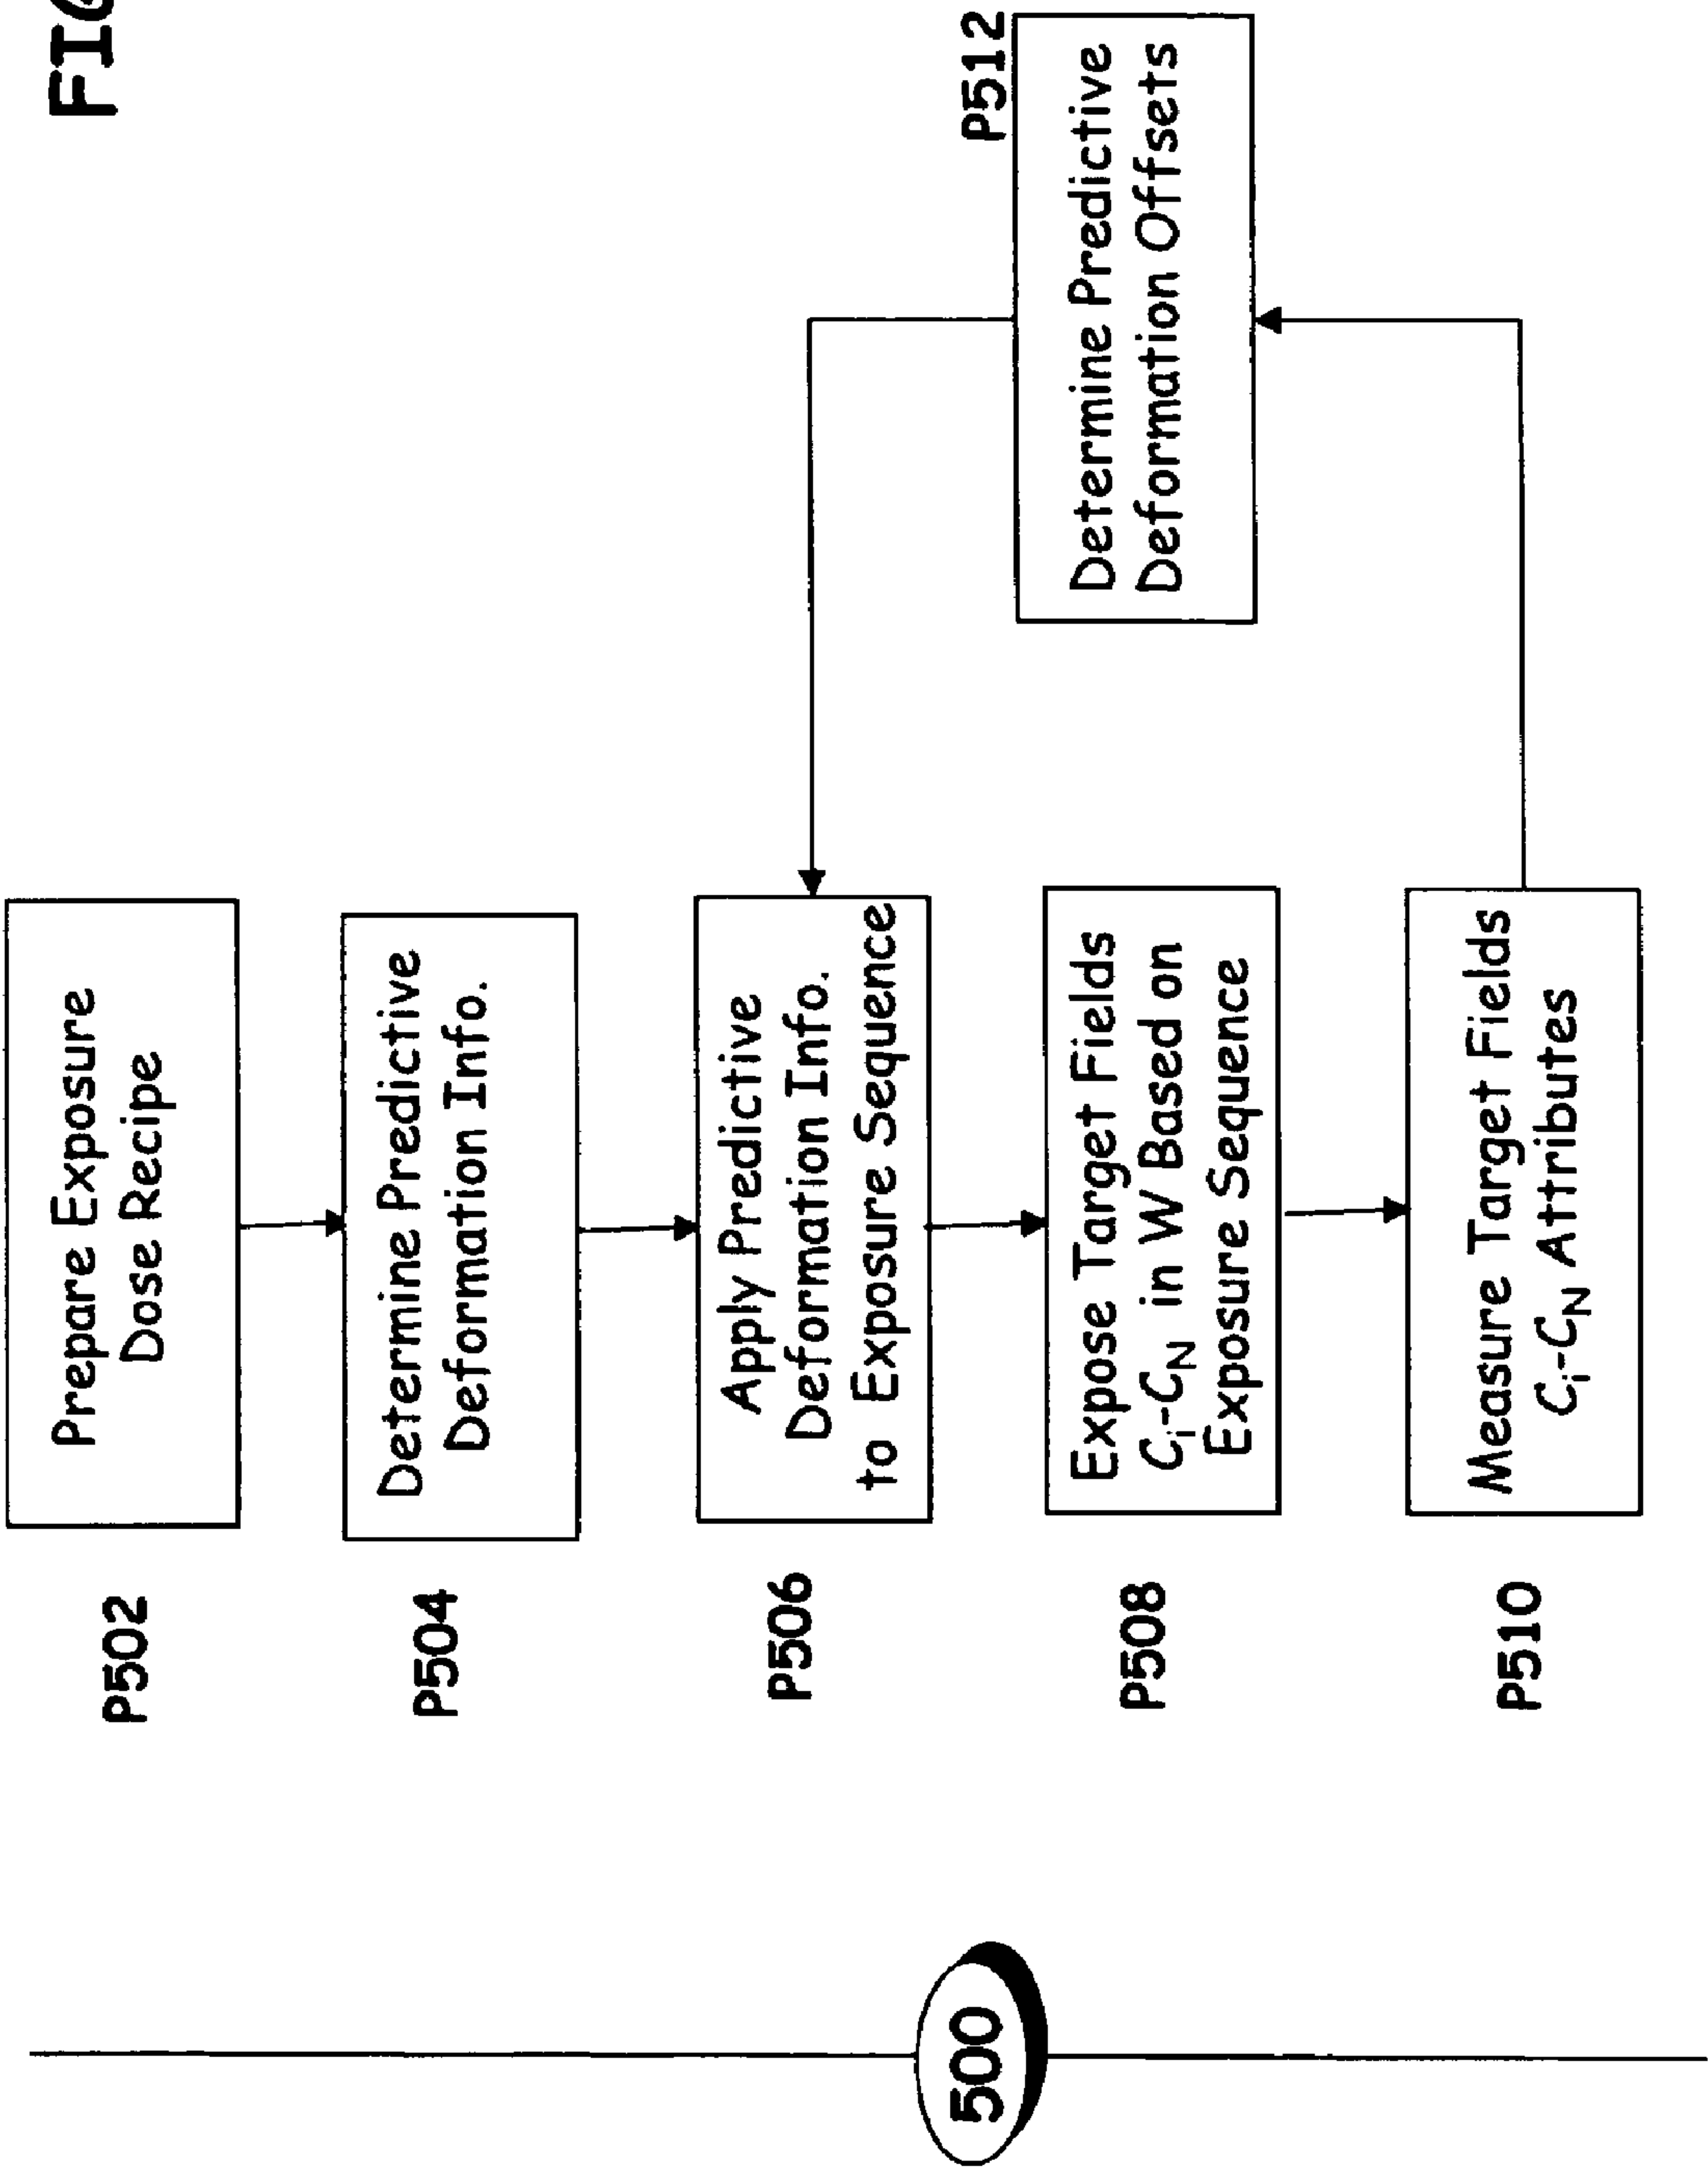 FIG
P502
Prepare Exposure
Dose Recipe
P504
Determine Predictive
Deformation Info.
P506
Apply Predictive
Deformation Info.
to Exposure Sequence
P508
Expose Target Fields
Ci-CN in W Based on
Exposure Sequence
P510
Measure Target Fields
Ci-CN Attributes
P512
Determine Predictive
Deformation Offsets
500